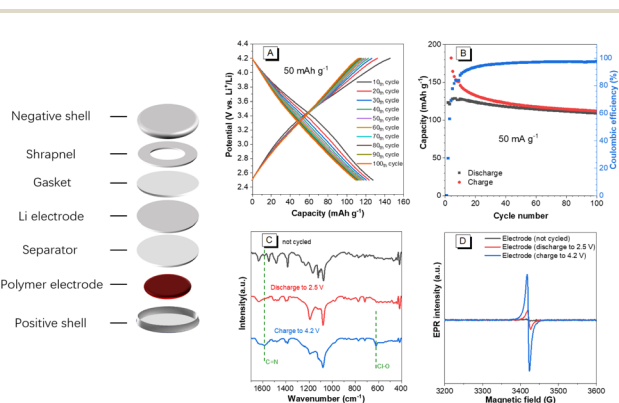 Negative shell
Shrapnel
Gasket
Li electrode
Separator
Polymer electrode
Positive shell
A
50 mAh g-1
10th cycle
20th cycle
30th cycle
40th cycle
50th cycle
60th cycle
70th cycle
80th cycle
90th cycle
100th cycle
4.4
4.2
4.0
3.8
3.6
3.4
3.2
3.0
2.8
2.6
2.4
Potential (V vs. Li+/Li)
0 20 40 60 80 100 120 140 160
Capacity (mAh g-1)
B
50 mA g-1
Discharge
Charge
200
150
100
50
0
Capacity (mAh g-1)
100
80
60
40
20
0
Coulombic efficiency (%)
0 20 40 60 80 100
Cycle number
C
not cycled
Discharge to 2.5 V
Charge to 4.2 V
C=N
Cl-O
Intensity(a.u.)
1600 1400 1200 1000 800 600 400
Wavenumber (cm-1)
D
Electrode (not cycled)
Electrode (discharge to 2.5 V)
Electrode (charge to 4.2 V)
EPR intensity (a.u.)
3200 3300 3400 3500 3600
Magnetic field (G)